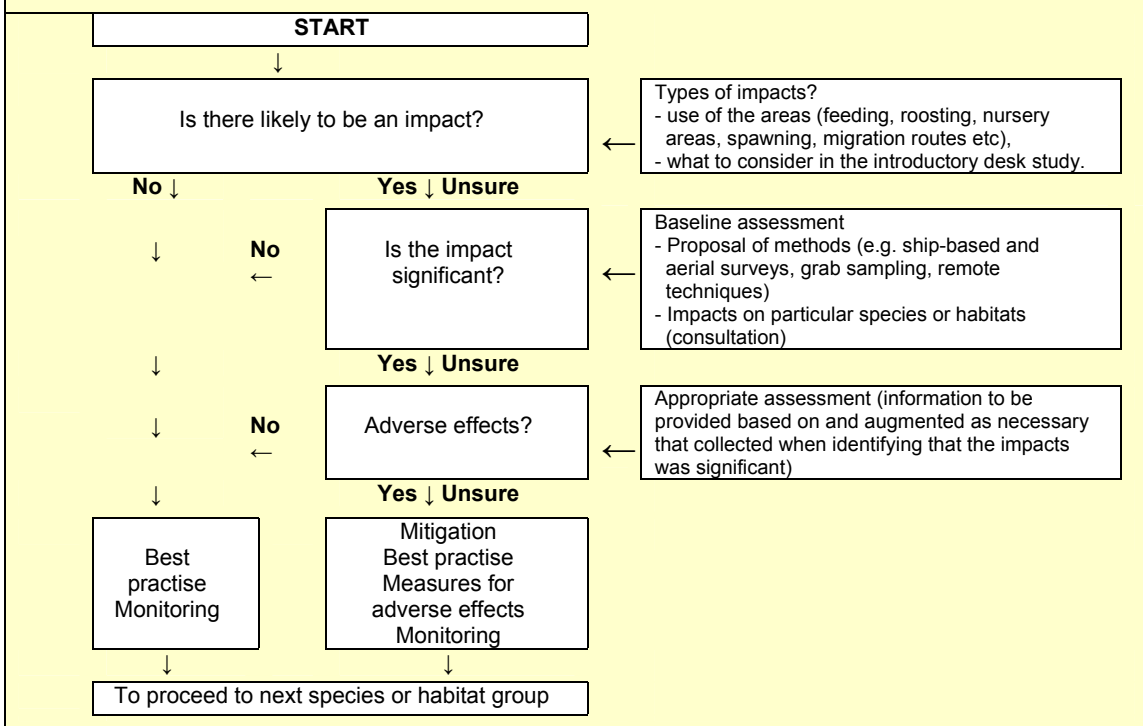 START
↓
Is there likely to be an impact?
←
Types of impacts?
- use of the areas (feeding, roosting, nursery
areas, spawning, migration routes etc),
- what to consider in the introductory desk study.
No ↓ Yes ↓ Unsure
↓ No
←
Is the impact
significant?
←
Baseline assessment
- Proposal of methods (e.g. ship-based and
aerial surveys, grab sampling, remote
techniques)
- Impacts on particular species or habitats
(consultation)
↓ Yes ↓ Unsure
↓ No
←
Adverse effects?
←
Appropriate assessment (information to be
provided based on and augmented as necessary
that collected when identifying that the impacts
was significant)
↓ Yes ↓ Unsure
Best
practise
Monitoring
Mitigation
Best practise
Measures for
adverse effects
Monitoring
↓ ↓
To proceed to next species or habitat group